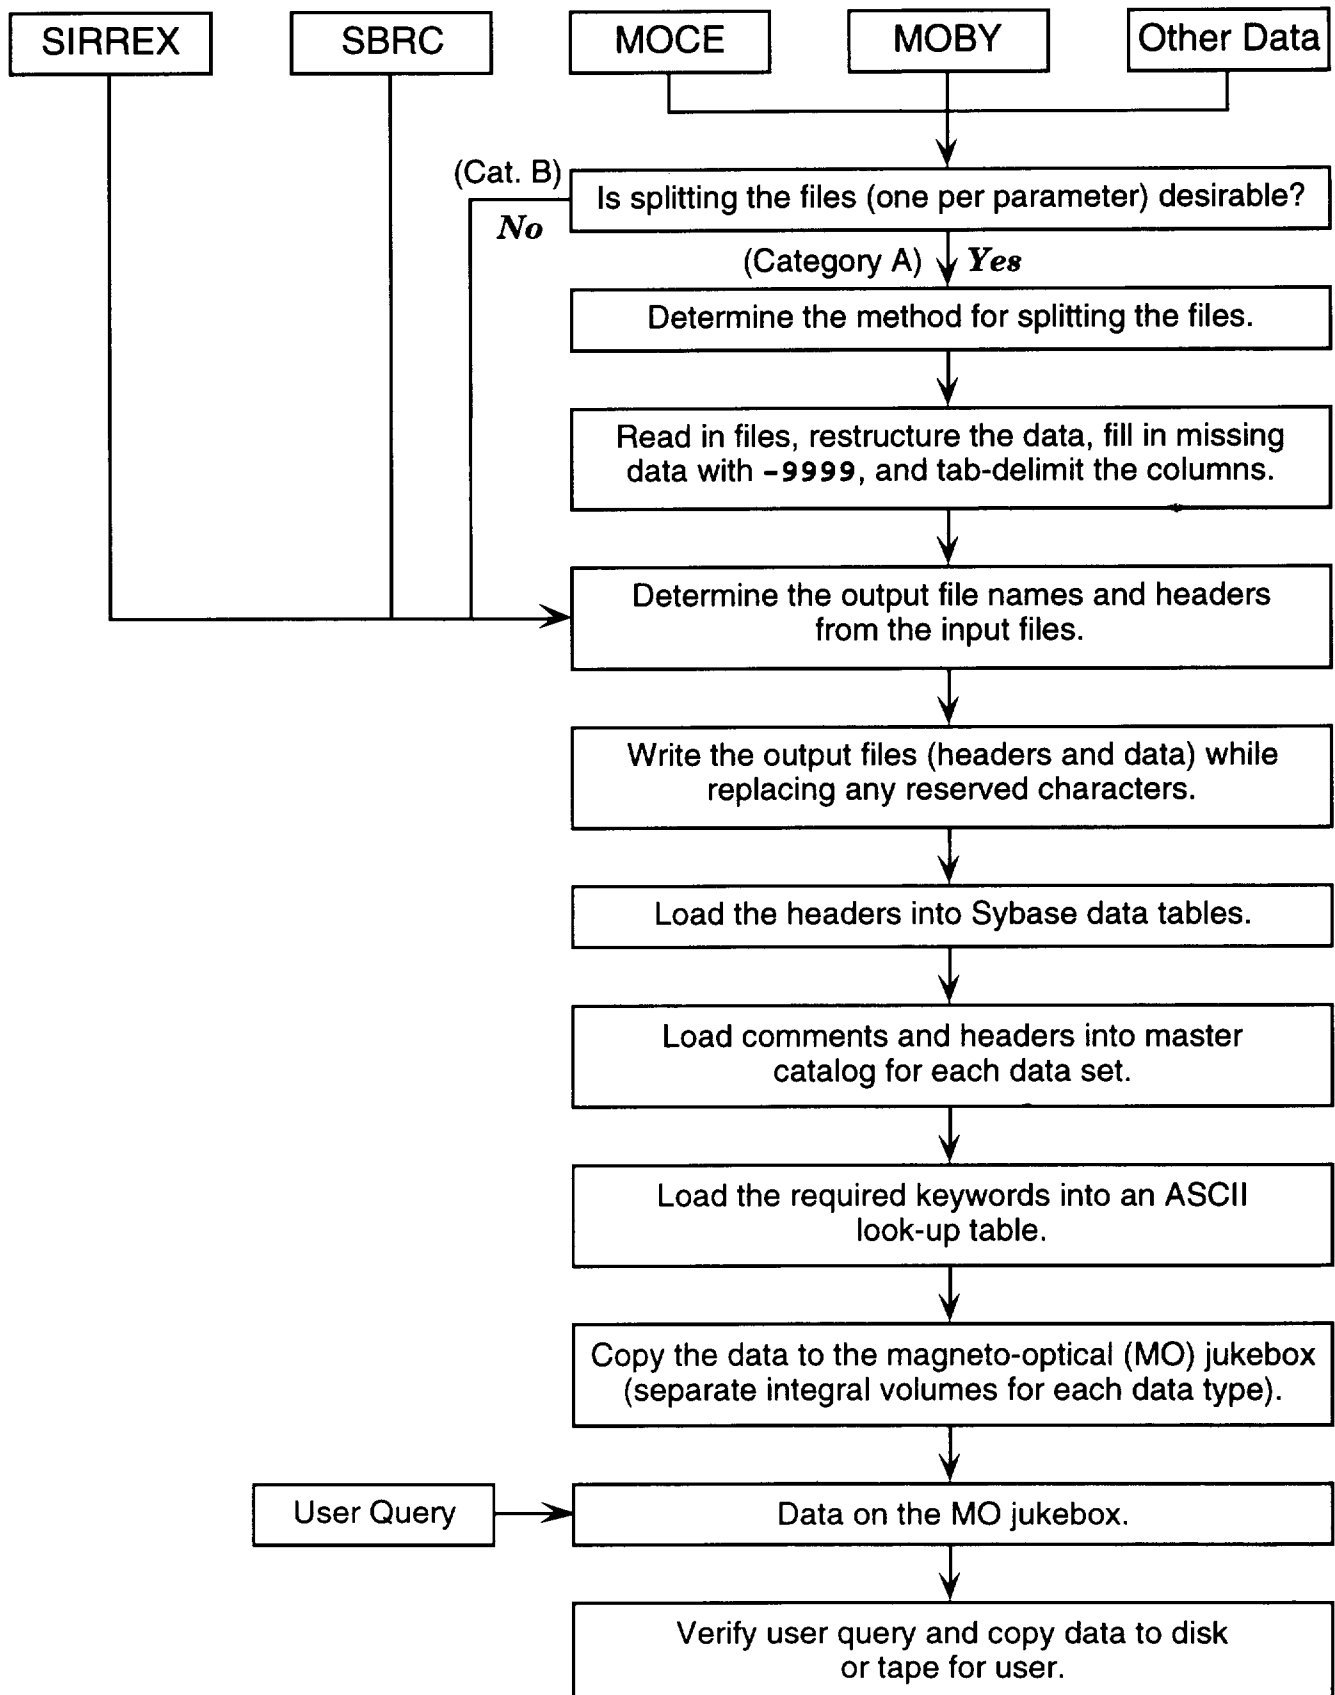 SIRREX
SBRC
MOCE
MOBY
Other Data
(Cat. B)
No
Is splitting the files (one per parameter) desirable?
(Category A)
Yes
Determine the method for splitting the files.
Read in files, restructure the data, fill in missing
data with -9999, and tab-delimit the columns.
Determine the output file names and headers
from the input files.
Write the output files (headers and data) while
replacing any reserved characters.
Load the headers into Sybase data tables.
Load comments and headers into master
catalog for each data set.
Load the required keywords into an ASCII
look-up table.
Copy the data to the magneto-optical (MO) jukebox
(separate integral volumes for each data type).
User Query
Data on the MO jukebox.
Verify user query and copy data to disk
or tape for user.